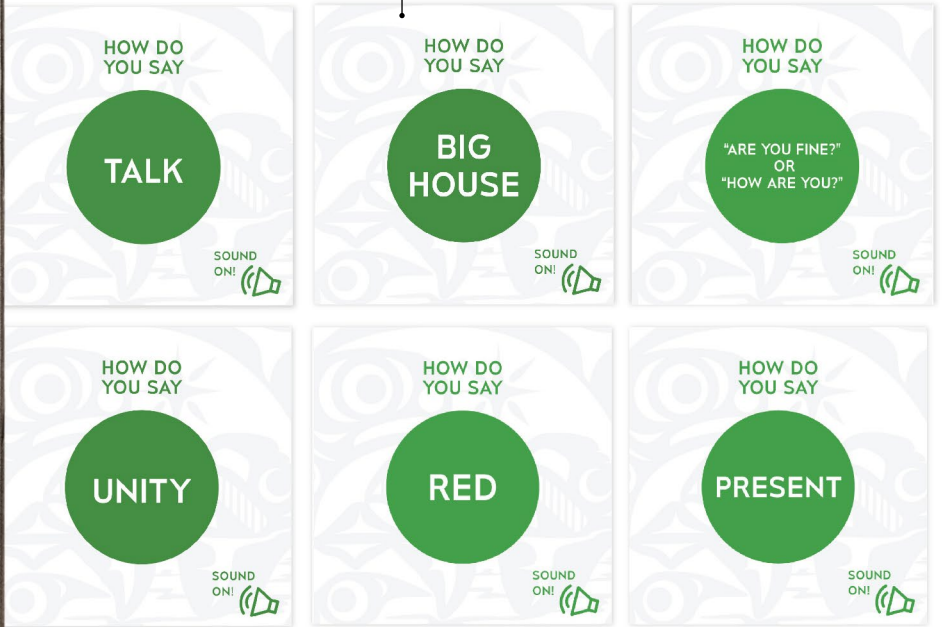 HOW DO
YOU SAY
TALK
SOUND
ON!
HOW DO
YOU SAY
BIG
HOUSE
SOUND
ON!
HOW DO
YOU SAY
"ARE YOU FINE?"
OR
"HOW ARE YOU?"
SOUND
ON!
HOW DO
YOU SAY
UNITY
SOUND
ON!
HOW DO
YOU SAY
RED
SOUND
ON!
HOW DO
YOU SAY
PRESENT
SOUND
ON!